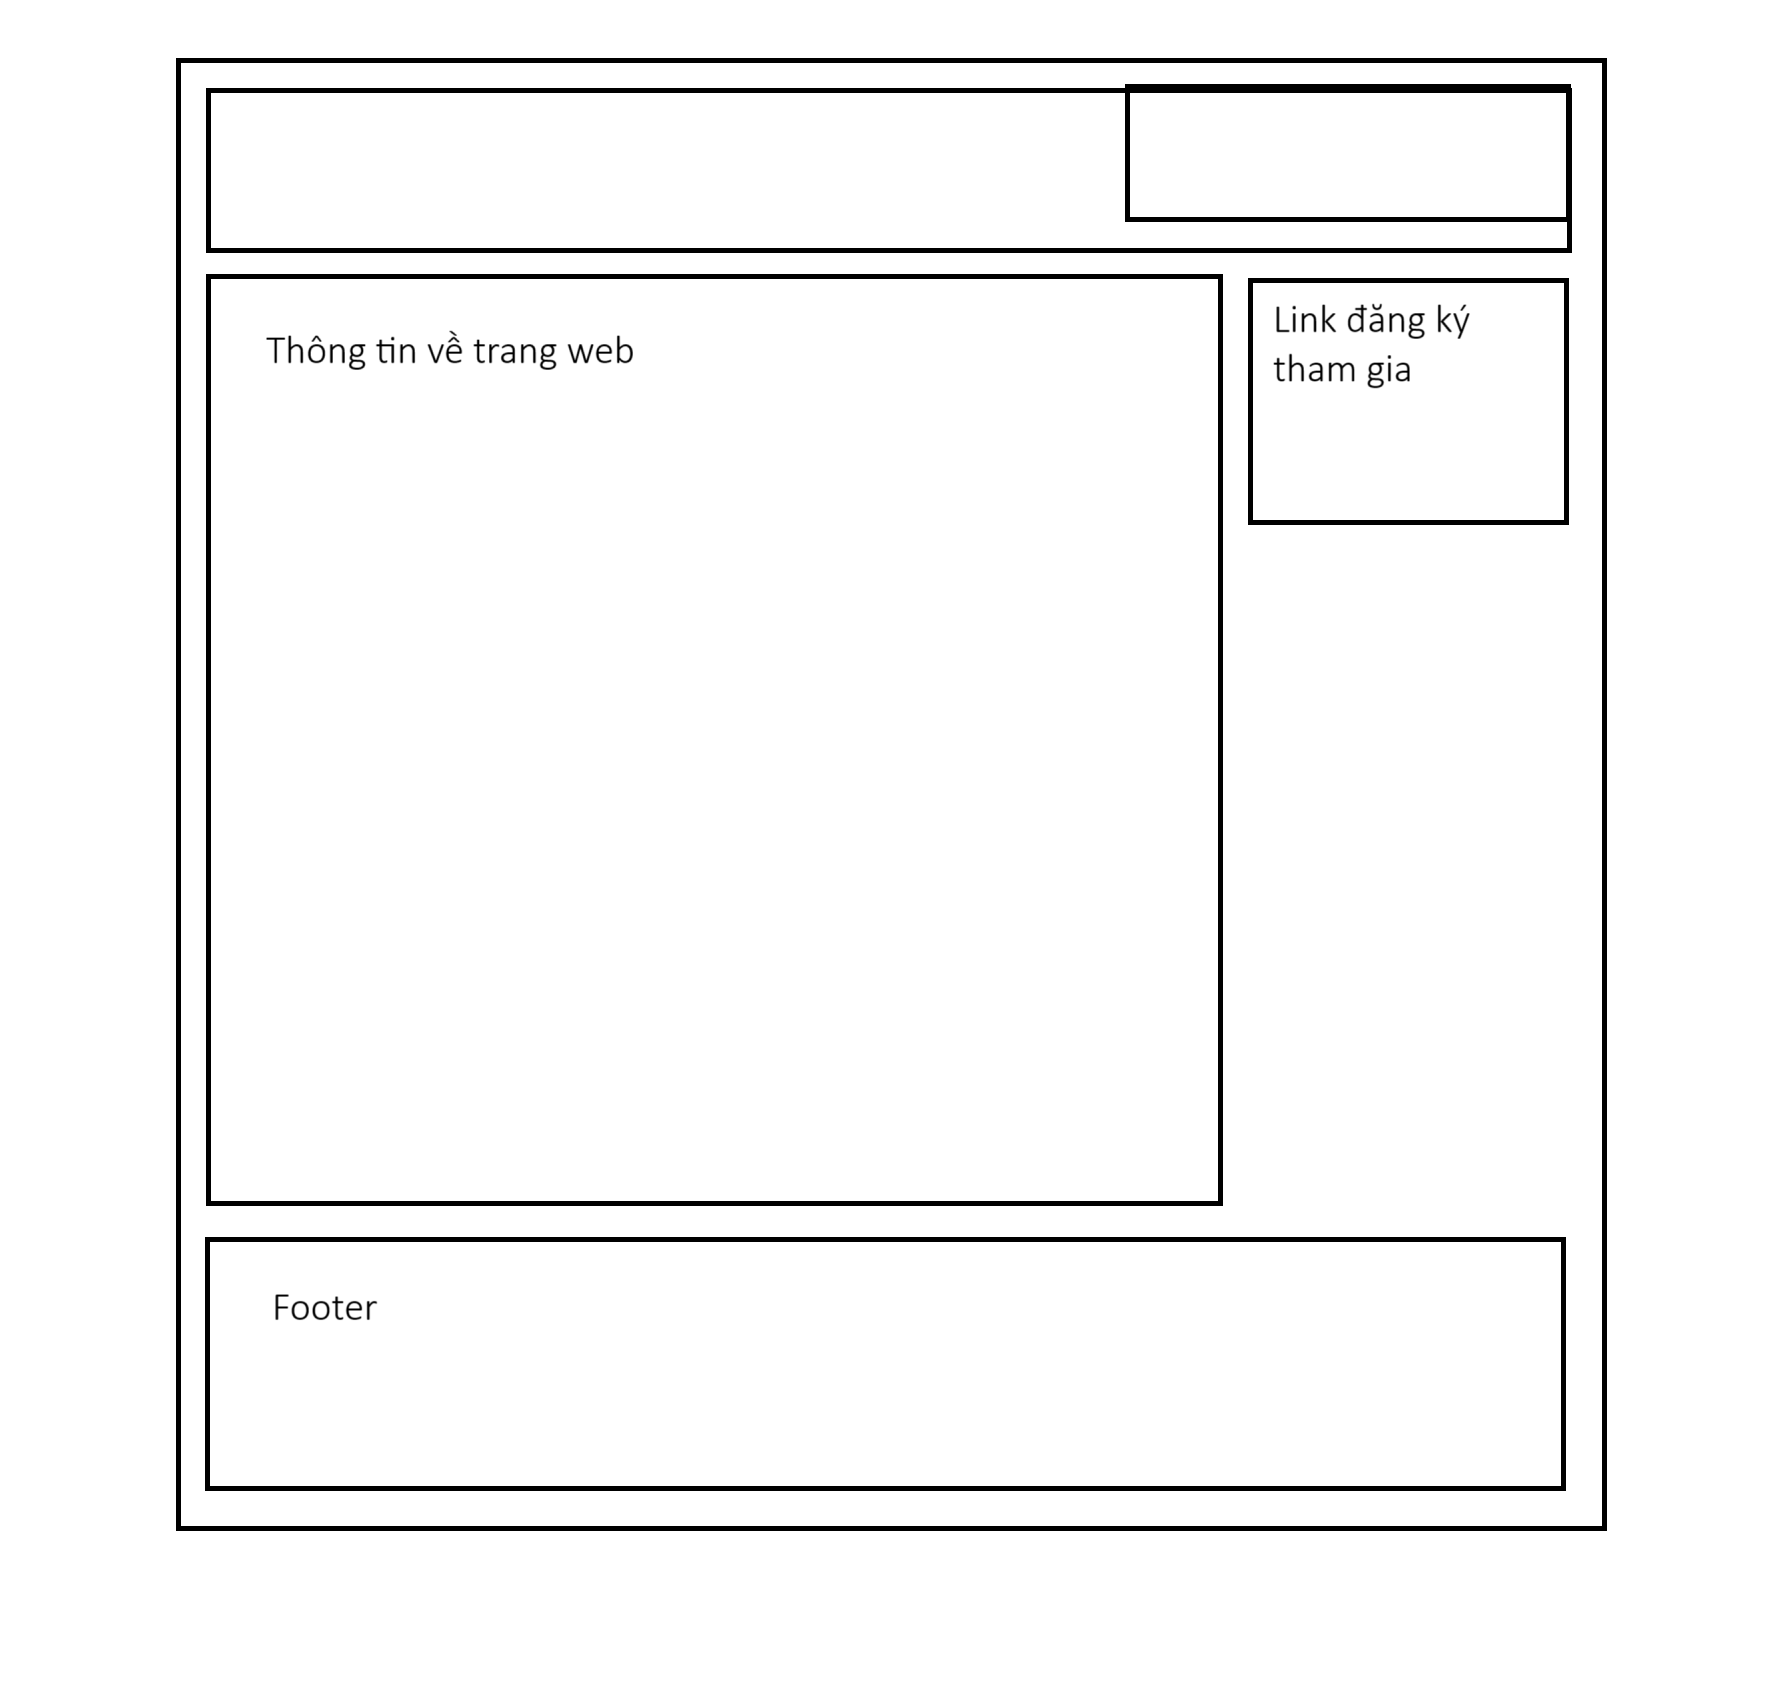 Link đăng ký
tham gia
Thông tin về trang web
Footer